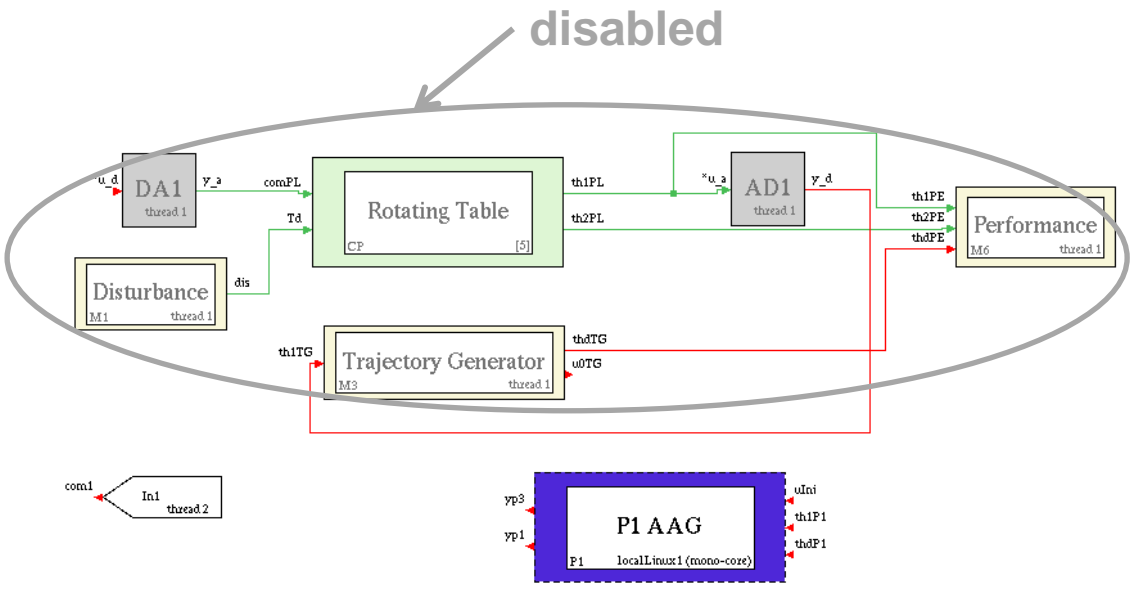 disabled
u_d
DA1
thread 1
y_a
comPL
Td
Rotating Table
CP
[5]
th1PL
th2PL
*u_a
AD1
thread 1
y_d
th1PE
th2PE
thdPE
Performance
M6
thread 1
Disturbance
M1
thread 1
dis
th1TG
Trajectory Generator
M3
thread 1
thdTG
u0TG
com1
In1
thread 2
yp3
yp1
P1 AAG
P1
localLinux1 (mono-core)
uIni
th1P1
thdP1